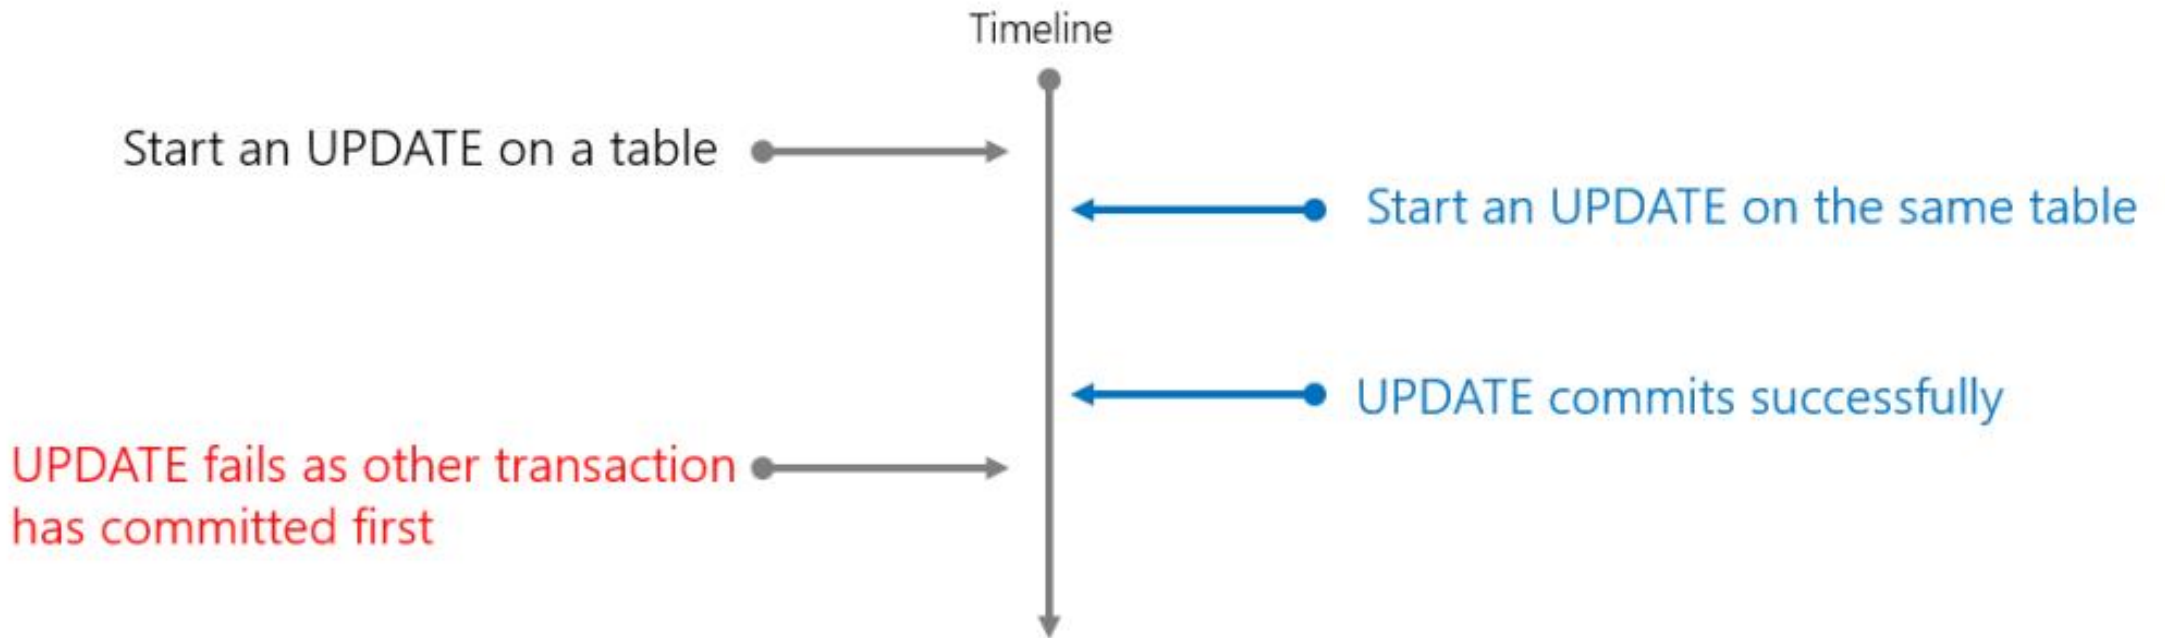 Timeline
Start an UPDATE on a table
Start an UPDATE on the same table
UPDATE commits successfully
UPDATE fails as other transaction
has committed first